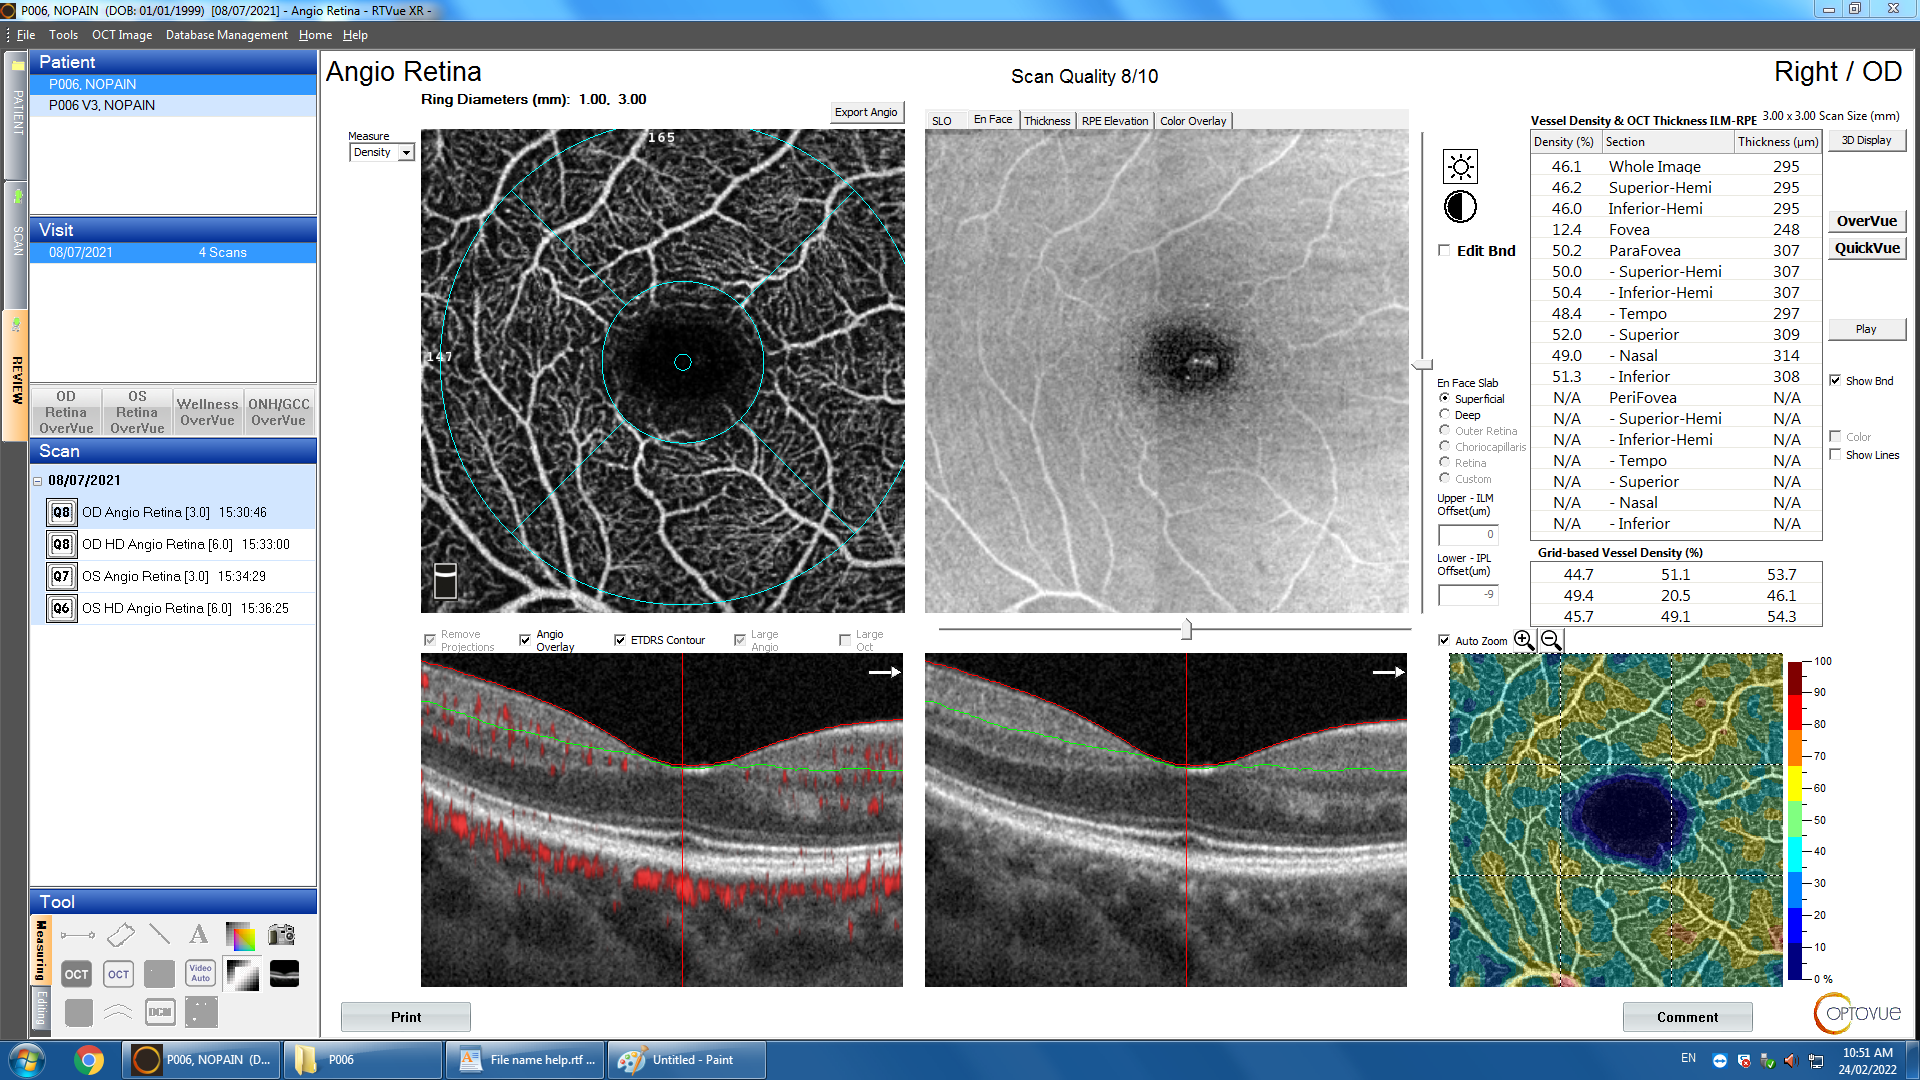 P006, NOPAIN (DOB: 01/01/1999) [08/07/2021] - Angio Retina - RTVue XR -
File Tools OCT Image Database Management Home Help
PATIENT
SCAN
REVIEW
Patient
P006, NOPAIN
P006 V3, NOPAIN
Visit
08/07/2021 4 Scans
OD Retina OverVue
OS Retina OverVue
Wellness OverVue
ONH/GCC OverVue
Scan
08/07/2021
Q8 OD Angio Retina [3.0] 15:30:46
Q8 OD HD Angio Retina [6.0] 15:33:00
Q7 OS Angio Retina [3.0] 15:34:29
Q6 OS HD Angio Retina [6.0] 15:36:25
Tool
Measuring
Editing
A
OCT OCT Video Auto
DCM
Angio Retina
Scan Quality 8/10
Right / OD
Ring Diameters (mm): 1.00, 3.00
Export Angio
Measure
Density
165
147
SLO En Face Thickness RPE Elevation Color Overlay
Edit Bnd
En Face Slab
Superficial
Deep
Outer Retina
Choriocapillaris
Retina
Custom
Upper - ILM
Offset(um)
0
Lower - IPL
Offset(um)
-9
Vessel Density & OCT Thickness ILM-RPE 3.00 x 3.00 Scan Size (mm)
Density (%) Section Thickness (µm)
46.1 Whole Image 295
46.2 Superior-Hemi 295
46.0 Inferior-Hemi 295
12.4 Fovea 248
50.2 ParaFovea 307
50.0 - Superior-Hemi 307
50.4 - Inferior-Hemi 307
48.4 - Tempo 297
52.0 - Superior 309
49.0 - Nasal 314
51.3 - Inferior 308
N/A PeriFovea N/A
N/A - Superior-Hemi N/A
N/A - Inferior-Hemi N/A
N/A - Tempo N/A
N/A - Superior N/A
N/A - Nasal N/A
N/A - Inferior N/A
Grid-based Vessel Density (%)
44.7 51.1 53.7
49.4 20.5 46.1
45.7 49.1 54.3
3D Display
OverVue
QuickVue
Play
Show Bnd
Color
Show Lines
Remove Projections
Angio Overlay
ETDRS Contour
Large Angio
Large Oct
Auto Zoom
100
90
80
70
60
50
40
30
20
10
0 %
Print
Comment
OPTOVUE
P006, NOPAIN (D...
P006
File name help.rtf ...
Untitled - Paint
EN
10:51 AM
24/02/2022